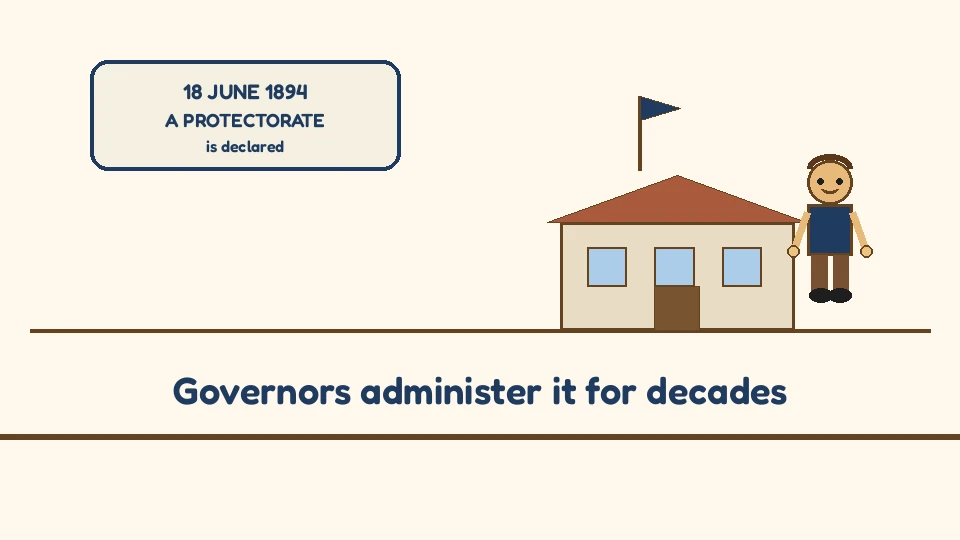 18 JUNE 1894
A PROTECTORATE
is declared
Governors administer it for decades